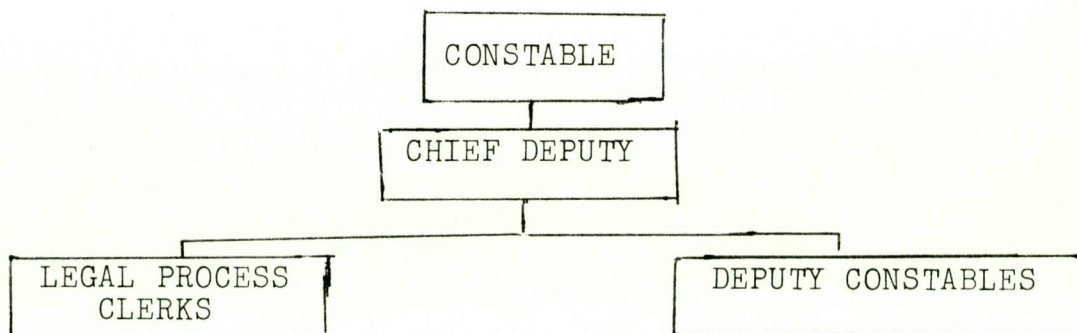 CONSTABLE
CHIEF DEPUTY
LEGAL PROCESS
CLERKS
DEPUTY CONSTABLES